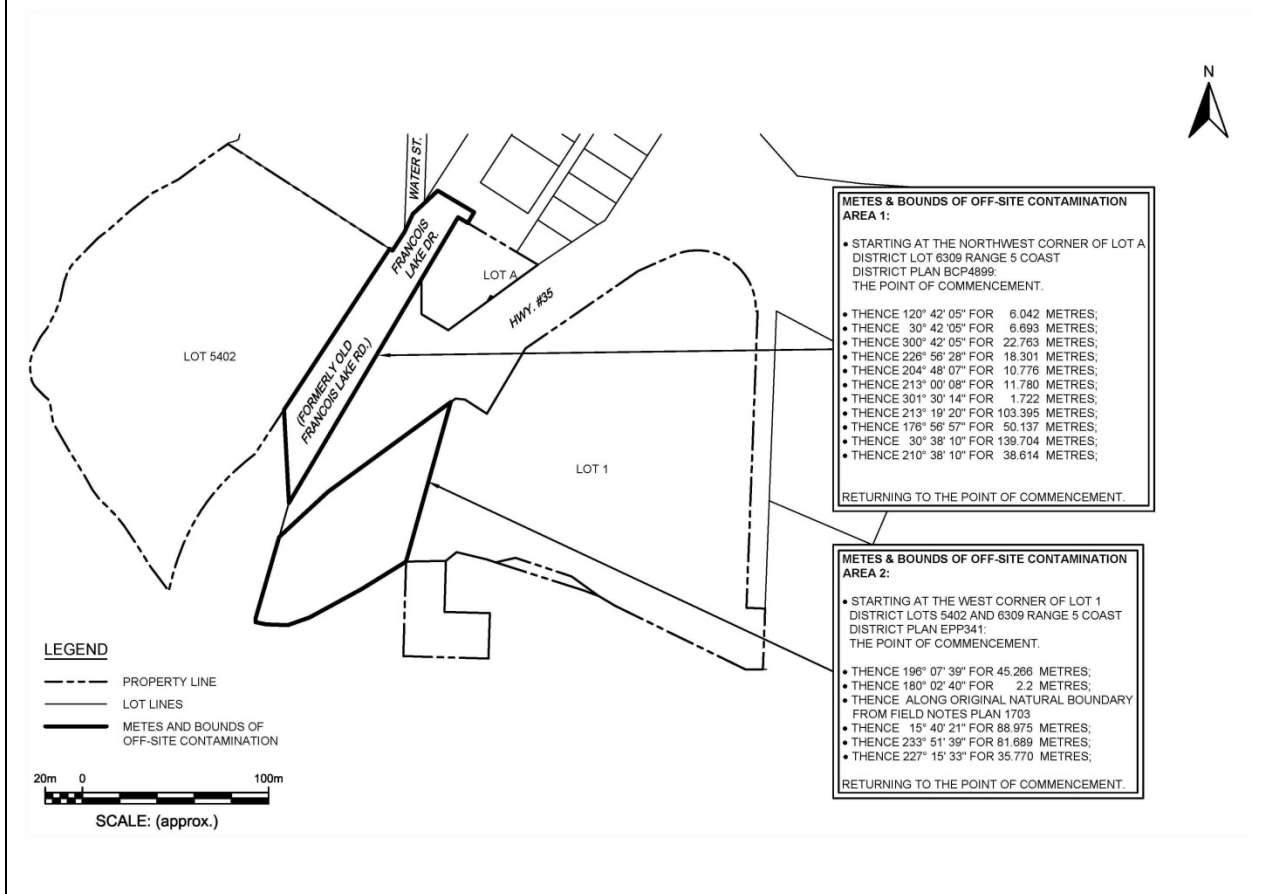 N
WATER ST.
FRANCOIS
LAKE DR.
LOT A
HWY. #35
LOT 5402
(FORMERLY OLD
FRANCOIS LAKE RD.)
LOT 1
METES & BOUNDS OF OFF-SITE CONTAMINATION
AREA 1:
• STARTING AT THE NORTHWEST CORNER OF LOT A
DISTRICT LOT 6309 RANGE 5 COAST
DISTRICT PLAN BCP4899:
THE POINT OF COMMENCEMENT.
• THENCE 120° 42' 05" FOR 6.042 METRES;
• THENCE 30° 42 '05" FOR 6.693 METRES;
• THENCE 300° 42' 05" FOR 22.763 METRES;
• THENCE 226° 56' 28" FOR 18.301 METRES;
• THENCE 204° 48' 07" FOR 10.776 METRES;
• THENCE 213° 00' 08" FOR 11.780 METRES;
• THENCE 301° 30' 14" FOR 1.722 METRES;
• THENCE 213° 19' 20" FOR 103.395 METRES;
• THENCE 176° 56' 57" FOR 50.137 METRES;
• THENCE 30° 38' 10" FOR 139.704 METRES;
• THENCE 210° 38' 10" FOR 38.614 METRES;
RETURNING TO THE POINT OF COMMENCEMENT.
METES & BOUNDS OF OFF-SITE CONTAMINATION
AREA 2:
• STARTING AT THE WEST CORNER OF LOT 1
DISTRICT LOTS 5402 AND 6309 RANGE 5 COAST
DISTRICT PLAN EPP341:
THE POINT OF COMMENCEMENT.
• THENCE 196° 07' 39" FOR 45.266 METRES;
• THENCE 180° 02' 40" FOR 2.2 METRES;
• THENCE ALONG ORIGINAL NATURAL BOUNDARY
FROM FIELD NOTES PLAN 1703
• THENCE 15° 40' 21" FOR 88.975 METRES;
• THENCE 233° 51' 39" FOR 81.689 METRES;
• THENCE 227° 15' 33" FOR 35.770 METRES;
RETURNING TO THE POINT OF COMMENCEMENT.
LEGEND
PROPERTY LINE
LOT LINES
METES AND BOUNDS OF
OFF-SITE CONTAMINATION
20m 0 100m
SCALE: (approx.)